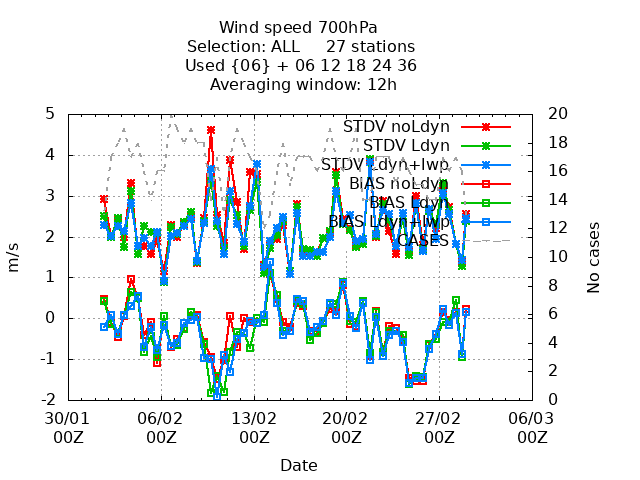 Wind speed 700hPa
Selection: ALL     27 stations
Used {06} + 06 12 18 24 36
Averaging window: 12h
5
4
3
2
1
0
-1
-2
m/s
20
18
16
14
12
10
8
6
4
2
0
No cases
STDV noLdyn
STDV Ldyn
STDV Ldyn+lwp
BIAS noLdyn
BIAS Ldyn
BIAS Ldyn+lwp
CASES
30/01 06/02 13/02 20/02 27/02 06/03
00Z 00Z 00Z 00Z 00Z 00Z
Date